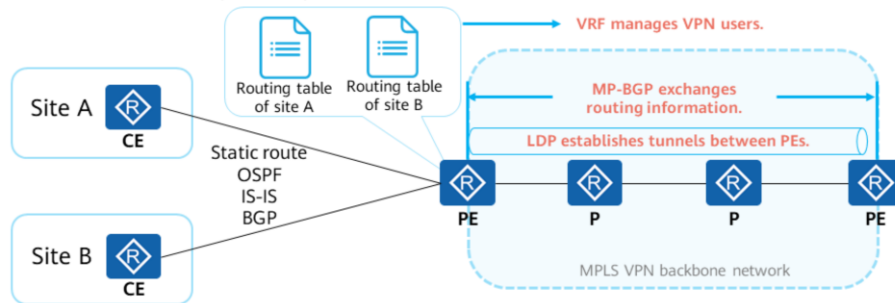 VRF manages VPN users.
Routing table
of site A
Routing table
of site B
MP-BGP exchanges
routing information.
LDP establishes tunnels between PEs.
Site A
R
CE
Static route
OSPF
IS-IS
BGP
R
PE
R
P
R
P
R
PE
Site B
R
CE
MPLS VPN backbone network